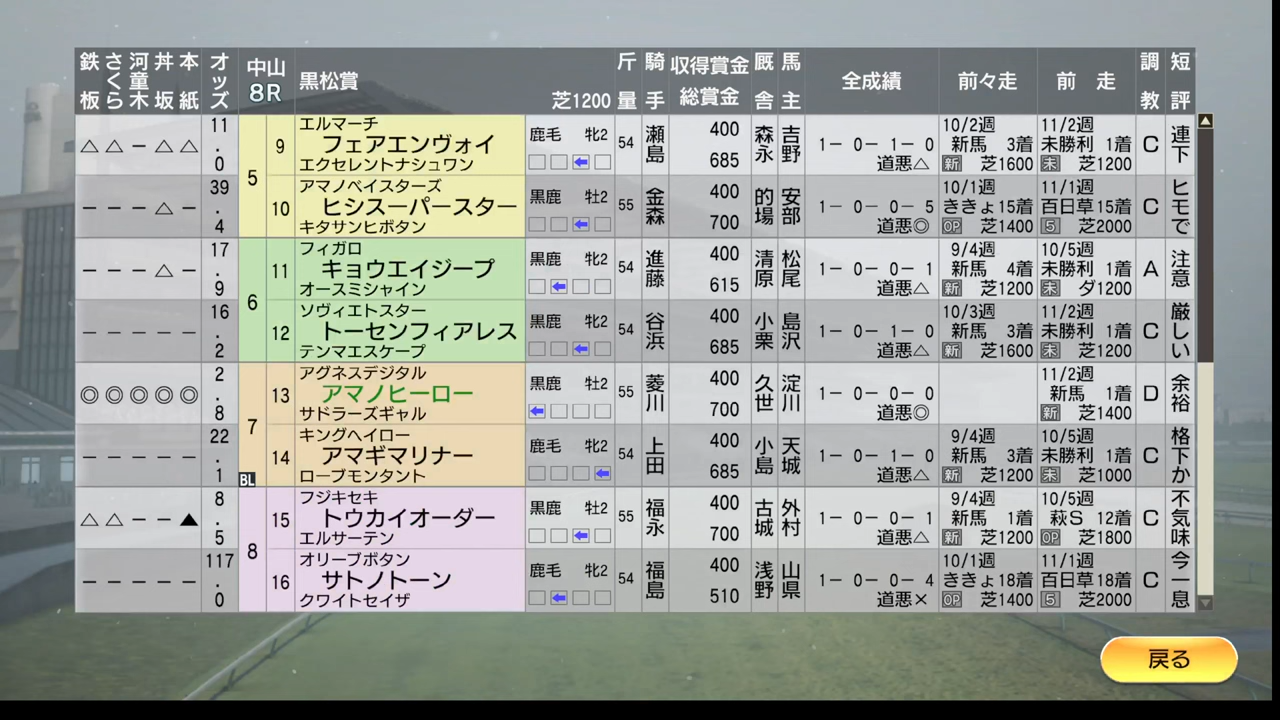 鉄板 さくら 河童木 井坂 本紙 オッズ 中山8R 黒松賞 芝1200 斤量 騎手 収得賞金 総賞金 厩舎 馬主 全成績 前々走 前走 調教 短評
△ △ － △ △ 11.0 5 9 エルマーチ 鹿毛 牝2 54 瀬島 400 森永 吉野 1－ 0－ 1－ 0 10/2週 11/2週 C 連下
フェアエンヴォイ 新馬 3着 未勝利 1着
エクセレントナシュワン 685 道悪△ 新 芝1600 未 芝1200
－ － － △ － 39.4 10 アマノベイスターズ 黒鹿 牡2 55 金森 400 的場 安部 1－ 0－ 0－ 5 10/1週 11/1週 C ヒモで
ヒシスーパースター ききょ15着 百日草15着
キタサンヒボタン 700 道悪◎ OP 芝1400 5 芝2000
－ － － △ － 17.9 6 11 フィガロ 黒鹿 牝2 54 進藤 400 清原 松尾 1－ 0－ 0－ 1 9/4週 10/5週 A 注意
キョウエイジープ 新馬 4着 未勝利 1着
オースミシャイン 615 道悪△ 新 芝1200 未 ダ1200
－ － － － － 16.2 12 ソヴィエトスター 黒鹿 牝2 54 谷浜 400 小栗 島沢 1－ 0－ 1－ 0 10/3週 11/2週 C 厳しい
トーセンフィアレス 新馬 3着 未勝利 1着
テンマエスケープ 685 道悪△ 新 芝1600 未 芝1200
◎ ◎ ◎ ◎ ◎ 2.8 7 13 アグネスデジタル 黒鹿 牡2 55 菱川 400 久世 淀川 1－ 0－ 0－ 0 11/2週 D 余裕
アマノヒーロー 新馬 1着
サドラーズギャル 700 道悪◎ 新 芝1400
－ － － － － 22.1 14 キングヘイロー 鹿毛 牝2 54 上田 400 小島 天城 1－ 0－ 1－ 0 9/4週 10/5週 C 格下か
アマギマリナー 新馬 3着 未勝利 1着
BL ローブモンタント 685 道悪△ 新 芝1200 未 芝1000
△ △ － － ▲ 8.5 8 15 フジキセキ 黒鹿 牡2 55 福永 400 古城 外村 1－ 0－ 0－ 1 9/4週 10/5週 C 不気味
トウカイオーダー 新馬 1着 萩S 12着
エルサーテン 700 道悪△ 新 芝1200 OP 芝1800
－ － － － － 117.0 16 オリーブボタン 鹿毛 牝2 54 福島 400 浅野 山県 1－ 0－ 0－ 4 10/1週 11/1週 C 今一息
サトノトーン ききょ18着 百日草18着
クワイトセイザ 510 道悪× OP 芝1400 5 芝2000
戻る